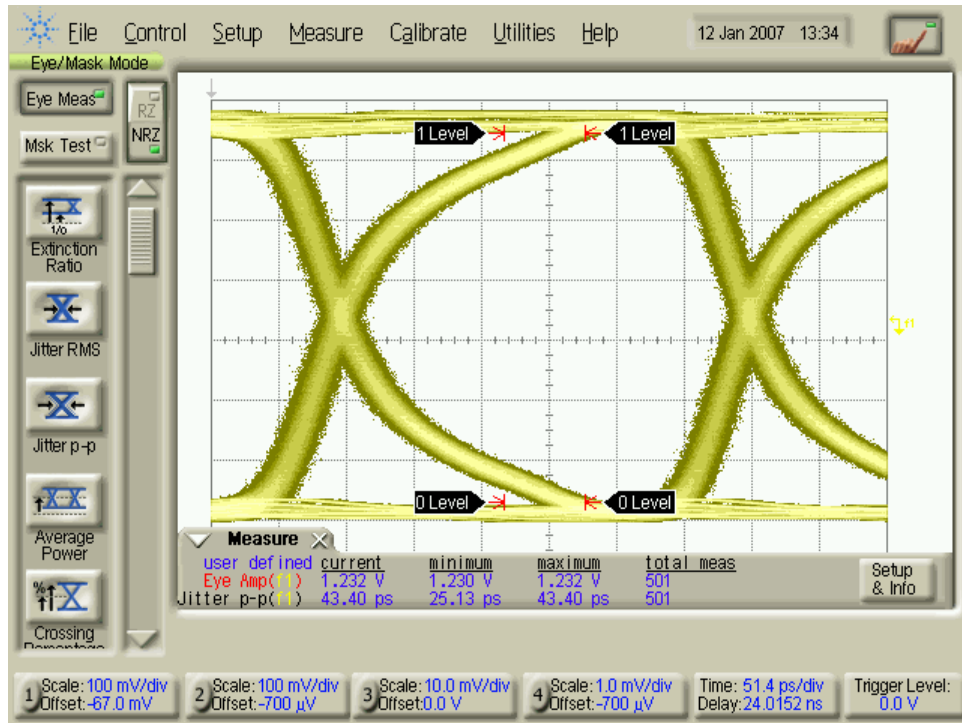 File Control Setup Measure Calibrate Utilities Help 12 Jan 2007 13:34
Eye/Mask Mode
Eye Meas
RZ
NRZ
Msk Test
1 Level 1 Level
1/0
Extinction
Ratio
Jitter RMS
f1
Jitter p-p
0 Level 0 Level
Average
Power
%
Crossing
Measure
user defined current minimum maximum total meas
Eye Amp(f1) 1.232 V 1.230 V 1.232 V 501
Jitter p-p(f1) 43.40 ps 25.13 ps 43.40 ps 501
Setup
& Info
1 Scale: 100 mV/div
Offset:-67.0 mV
2 Scale: 100 mV/div
Offset:-700 µV
3 Scale: 10.0 mV/div
Offset:0.0 V
4 Scale: 1.0 mV/div
Offset:-700 µV
Time: 51.4 ps/div
Delay:24.0152 ns
Trigger Level:
0.0 V